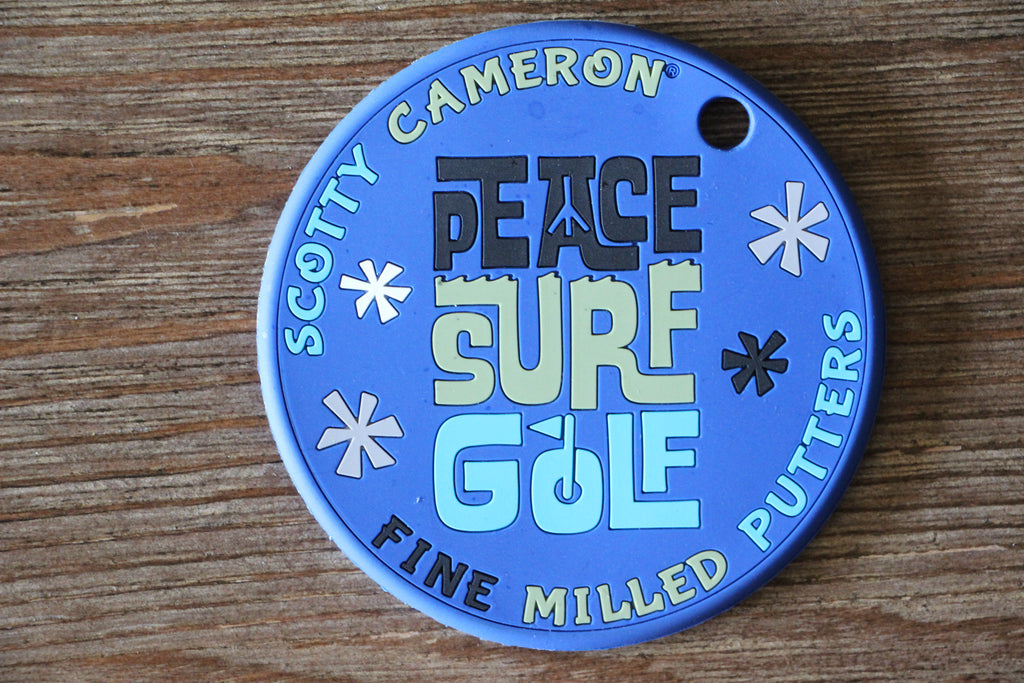 SCOTTY CAMERON®
PEACE
SURF
GOLF
FINE MILLED PUTTERS